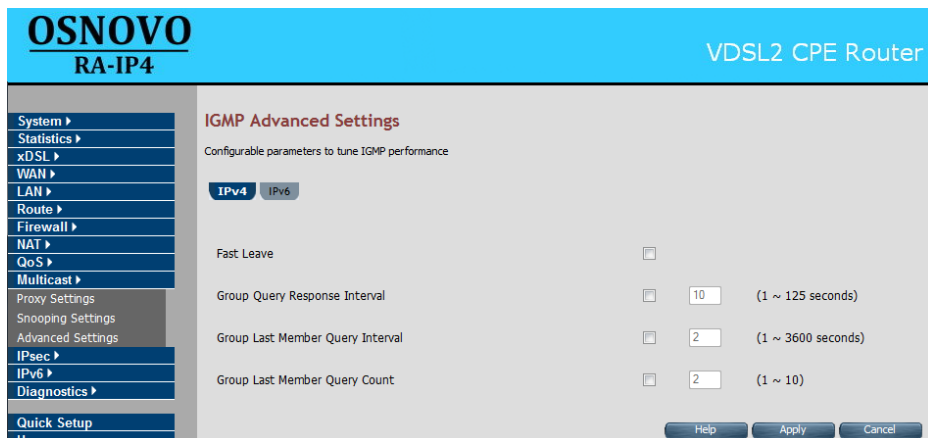 OSNOVO
RA-IP4
VDSL2 CPE Router
System
Statistics
xDSL
WAN
LAN
Route
Firewall
NAT
QoS
Multicast
Proxy Settings
Snooping Settings
Advanced Settings
IPsec
IPv6
Diagnostics
Quick Setup
IGMP Advanced Settings
Configurable parameters to tune IGMP performance
IPv4 IPv6
Fast Leave
Group Query Response Interval 10 (1 ~ 125 seconds)
Group Last Member Query Interval 2 (1 ~ 3600 seconds)
Group Last Member Query Count 2 (1 ~ 10)
Help Apply Cancel